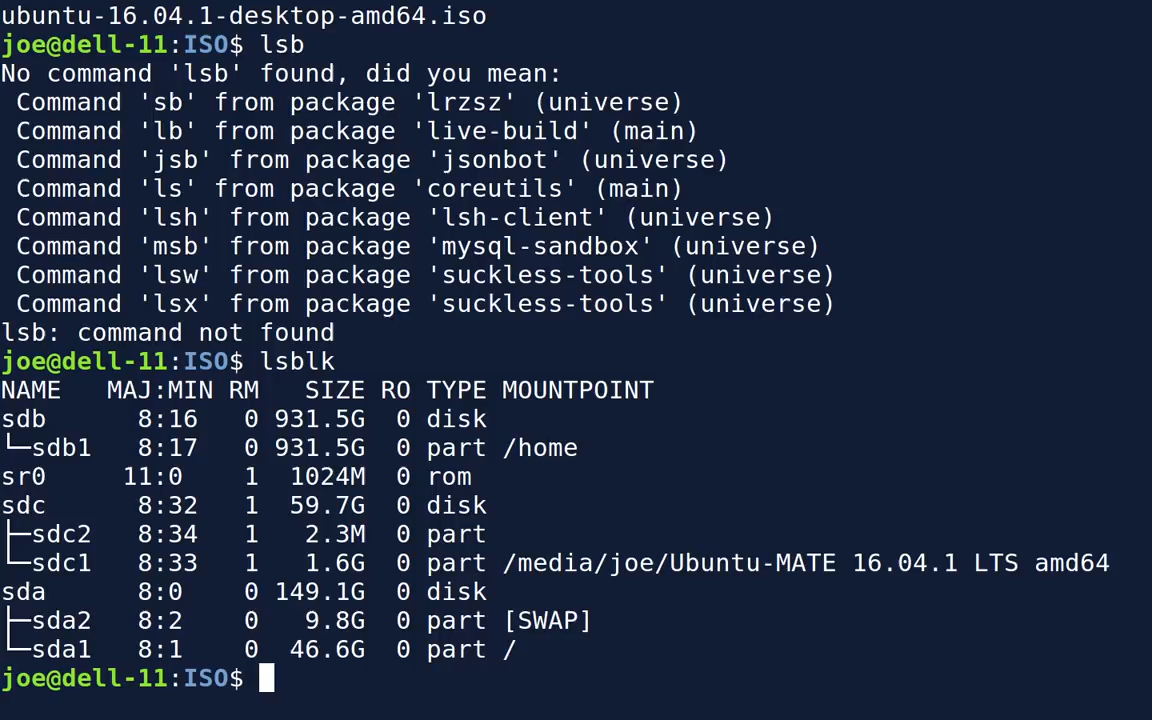 ubuntu-16.04.1-desktop-amd64.iso
joe@dell-11:ISO$ lsb
No command 'lsb' found, did you mean:
 Command 'sb' from package 'lrzsz' (universe)
 Command 'lb' from package 'live-build' (main)
 Command 'jsb' from package 'jsonbot' (universe)
 Command 'ls' from package 'coreutils' (main)
 Command 'lsh' from package 'lsh-client' (universe)
 Command 'msb' from package 'mysql-sandbox' (universe)
 Command 'lsw' from package 'suckless-tools' (universe)
 Command 'lsx' from package 'suckless-tools' (universe)
lsb: command not found
joe@dell-11:ISO$ lsblk
NAME   MAJ:MIN RM   SIZE RO TYPE MOUNTPOINT
sdb      8:16   0 931.5G  0 disk
└─sdb1   8:17   0 931.5G  0 part /home
sr0     11:0    1  1024M  0 rom
sdc      8:32   1  59.7G  0 disk
├─sdc2   8:34   1   2.3M  0 part
└─sdc1   8:33   1   1.6G  0 part /media/joe/Ubuntu-MATE 16.04.1 LTS amd64
sda      8:0    0 149.1G  0 disk
├─sda2   8:2    0   9.8G  0 part [SWAP]
└─sda1   8:1    0  46.6G  0 part /
joe@dell-11:ISO$